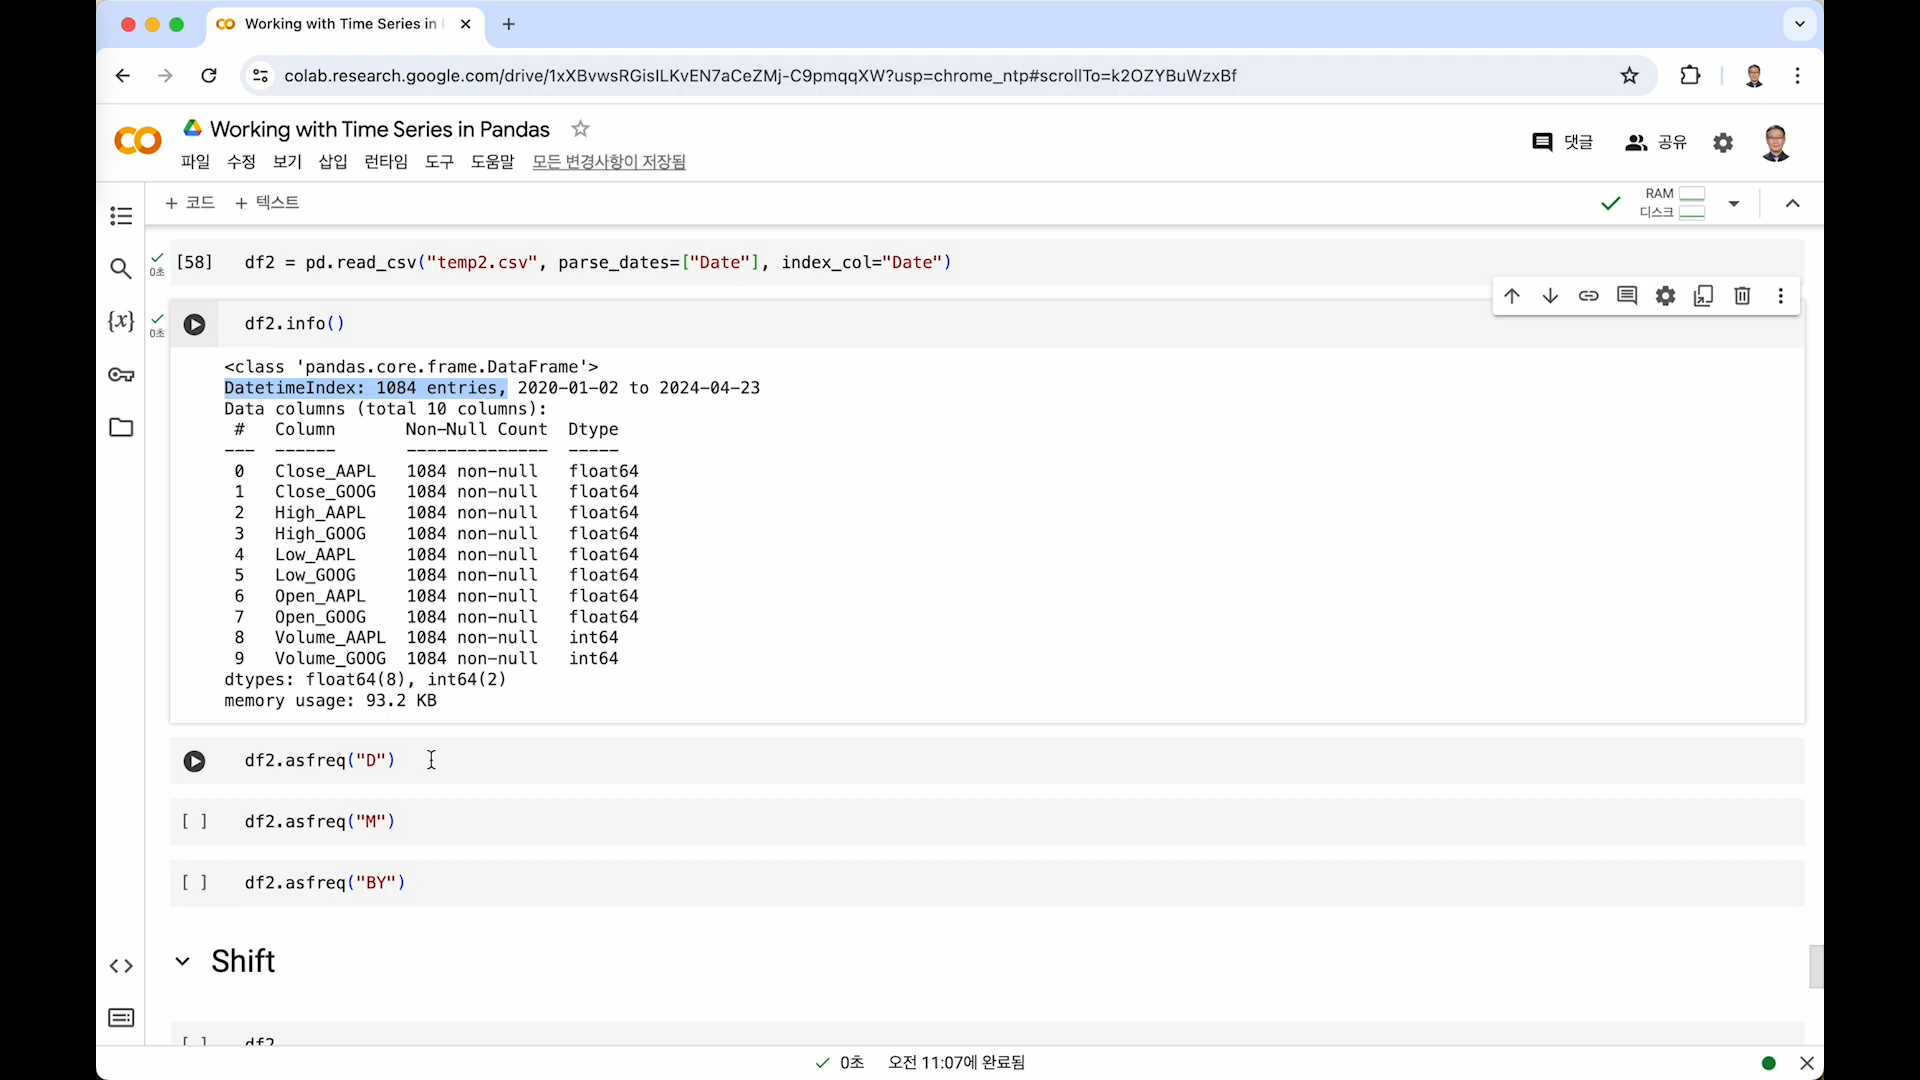 Working with Time Series in
colab.research.google.com/drive/1xXBvwsRGisILKvEN7aCeZMj-C9pmqqXW?usp=chrome_ntp#scrollTo=k2OZYBuWzxBf
Working with Time Series in Pandas
댓글 공유
파일 수정 보기 삽입 런타임 도구 도움말 모든 변경사항이 저장됨
+ 코드 + 텍스트
RAM
디스크
0초 [58] df2 = pd.read_csv("temp2.csv", parse_dates=["Date"], index_col="Date")
{x}
0초 df2.info()
<class 'pandas.core.frame.DataFrame'>
DatetimeIndex: 1084 entries, 2020-01-02 to 2024-04-23
Data columns (total 10 columns):
# Column Non-Null Count Dtype
--- ------ -------------- -----
0 Close_AAPL 1084 non-null float64
1 Close_GOOG 1084 non-null float64
2 High_AAPL 1084 non-null float64
3 High_GOOG 1084 non-null float64
4 Low_AAPL 1084 non-null float64
5 Low_GOOG 1084 non-null float64
6 Open_AAPL 1084 non-null float64
7 Open_GOOG 1084 non-null float64
8 Volume_AAPL 1084 non-null int64
9 Volume_GOOG 1084 non-null int64
dtypes: float64(8), int64(2)
memory usage: 93.2 KB
df2.asfreq("D")
[ ] df2.asfreq("M")
[ ] df2.asfreq("BY")
Shift
[ ] df2
0초 오전 11:07에 완료됨